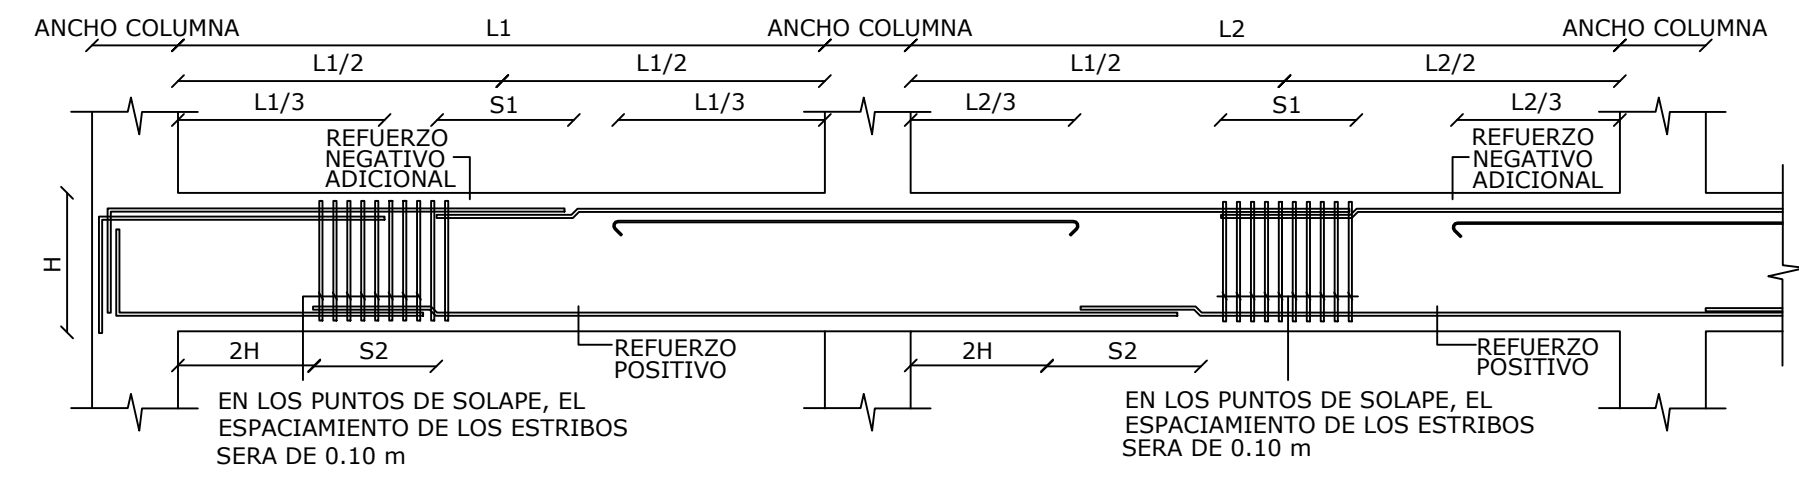 ANCHO COLUMNA
L1
ANCHO COLUMNA
L2
ANCHO COLUMNA
L1/2
L1/2
L1/2
L2/2
L1/3
S1
L1/3
L2/3
S1
L2/3
REFUERZO
NEGATIVO
ADICIONAL
REFUERZO
NEGATIVO
ADICIONAL
H
2H
S2
REFUERZO
POSITIVO
2H
S2
REFUERZO
POSITIVO
EN LOS PUNTOS DE SOLAPE, EL
ESPACIAMIENTO DE LOS ESTRIBOS
SERA DE 0.10 m
EN LOS PUNTOS DE SOLAPE, EL
ESPACIAMIENTO DE LOS ESTRIBOS
SERA DE 0.10 m